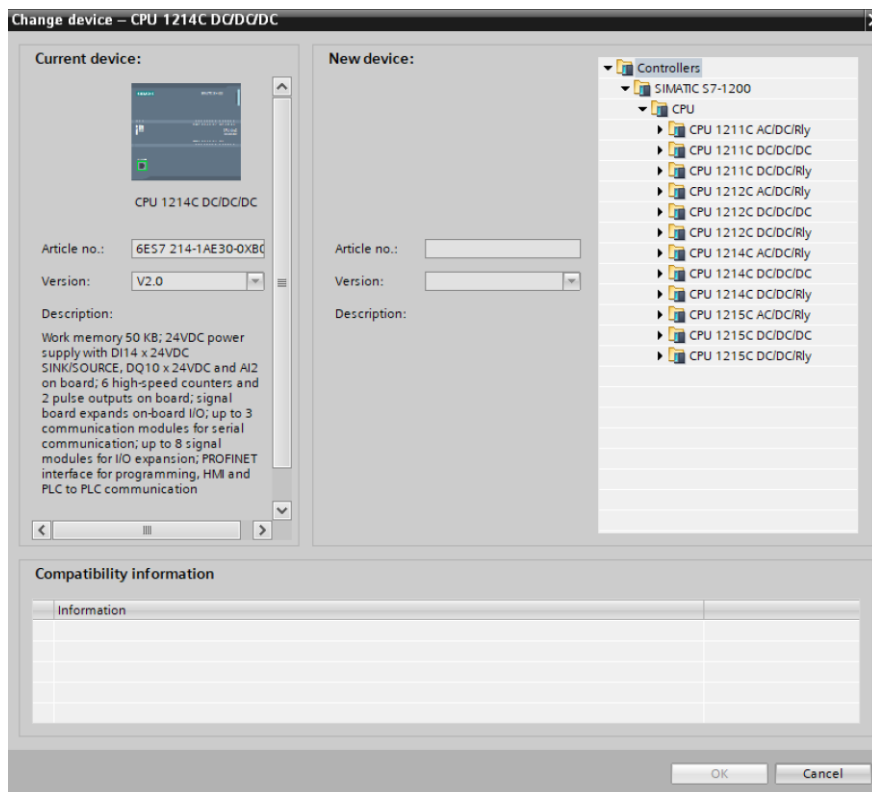 Change device – CPU 1214C DC/DC/DC
Current device:
CPU 1214C DC/DC/DC
Article no.:
6ES7 214-1AE30-0XB0
Version:
V2.0
Description:
Work memory 50 KB; 24VDC power
supply with DI14 x 24VDC
SINK/SOURCE, DQ10 x 24VDC and AI2
on board; 6 high-speed counters and
2 pulse outputs on board; signal
board expands on-board I/O; up to 3
communication modules for serial
communication; up to 8 signal
modules for I/O expansion; PROFINET
interface for programming, HMI and
PLC to PLC communication
New device:
Article no.:
Version:
Description:
Controllers
SIMATIC S7-1200
CPU
CPU 1211C AC/DC/Rly
CPU 1211C DC/DC/DC
CPU 1211C DC/DC/Rly
CPU 1212C AC/DC/Rly
CPU 1212C DC/DC/DC
CPU 1212C DC/DC/Rly
CPU 1214C AC/DC/Rly
CPU 1214C DC/DC/DC
CPU 1214C DC/DC/Rly
CPU 1215C AC/DC/Rly
CPU 1215C DC/DC/DC
CPU 1215C DC/DC/Rly
Compatibility information
Information
OK
Cancel